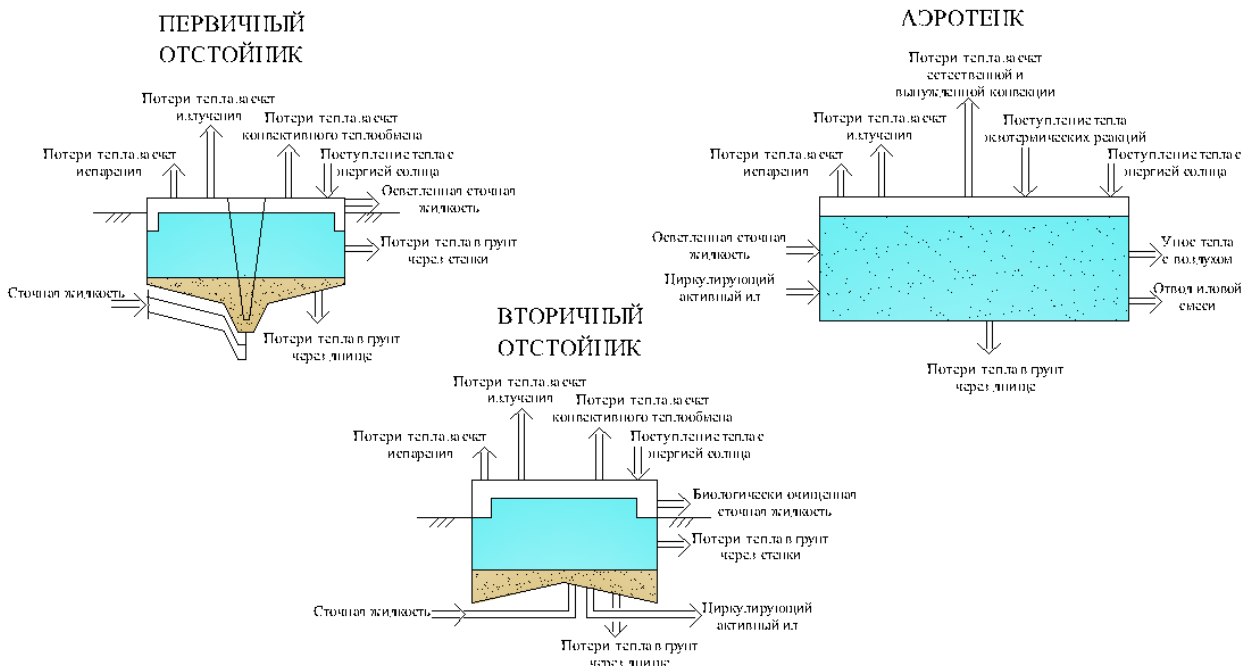 ПЕРВИЧНЫЙ
ОТСТОЙНИК
Потери тепла за счет
излучения
Потери тепла за счет
конвективного теплообмена
Потери тепла за счет
испарения
Поступление тепла с
энергией солнца
Осветленная сточная
жидкость
Потери тепла в грунт
через стенки
Сточная жидкость
Потери тепла в грунт
через днище
АЭРОТЕНК
Потери тепла за счет
естественной и
вынужденной конвекции
Потери тепла за счет
излучения
Поступление тепла
экзотермических реакций
Потери тепла за счет
испарения
Поступление тепла с
энергией солнца
Осветленная сточная
жидкость
Циркулирующий
активный ил
Унос тепла
с воздухом
Отвод иловой
смеси
Потери тепла в грунт
через днище
ВТОРИЧНЫЙ
ОТСТОЙНИК
Потери тепла за счет
излучения
Потери тепла за счет
конвективного теплообмена
Потери тепла за счет
испарения
Поступление тепла с
энергией солнца
Биологически очищенная
сточная жидкость
Потери тепла в грунт
через стенки
Сточная жидкость
Циркулирующий
активный ил
Потери тепла в грунт
через днище